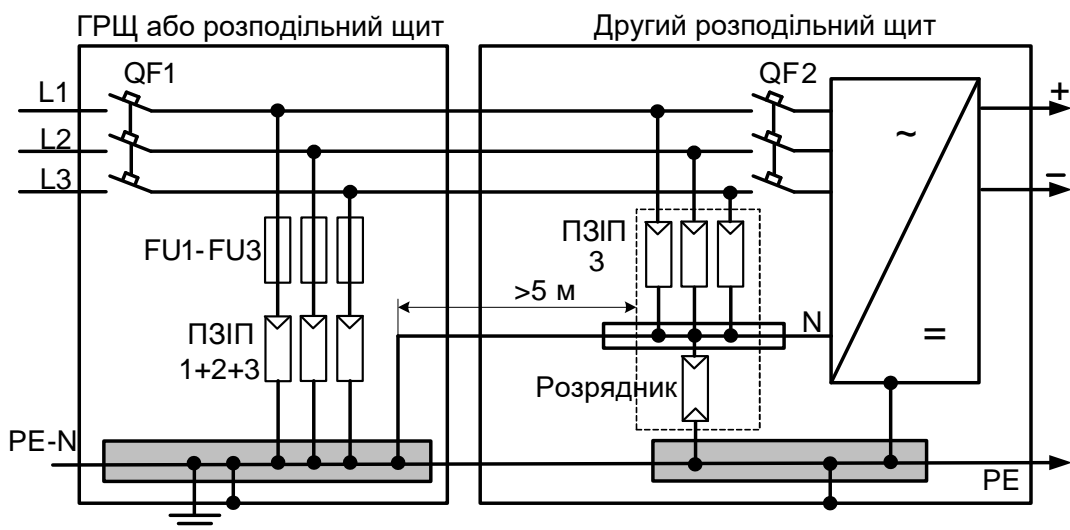 ГРЩ або розподільний щит
Другий розподільний щит
QF1
QF2
L1
L2
L3
+
−
~
=
FU1-FU3
ПЗІП
1+2+3
ПЗІП
3
>5 м
N
Розрядник
PE-N
PE